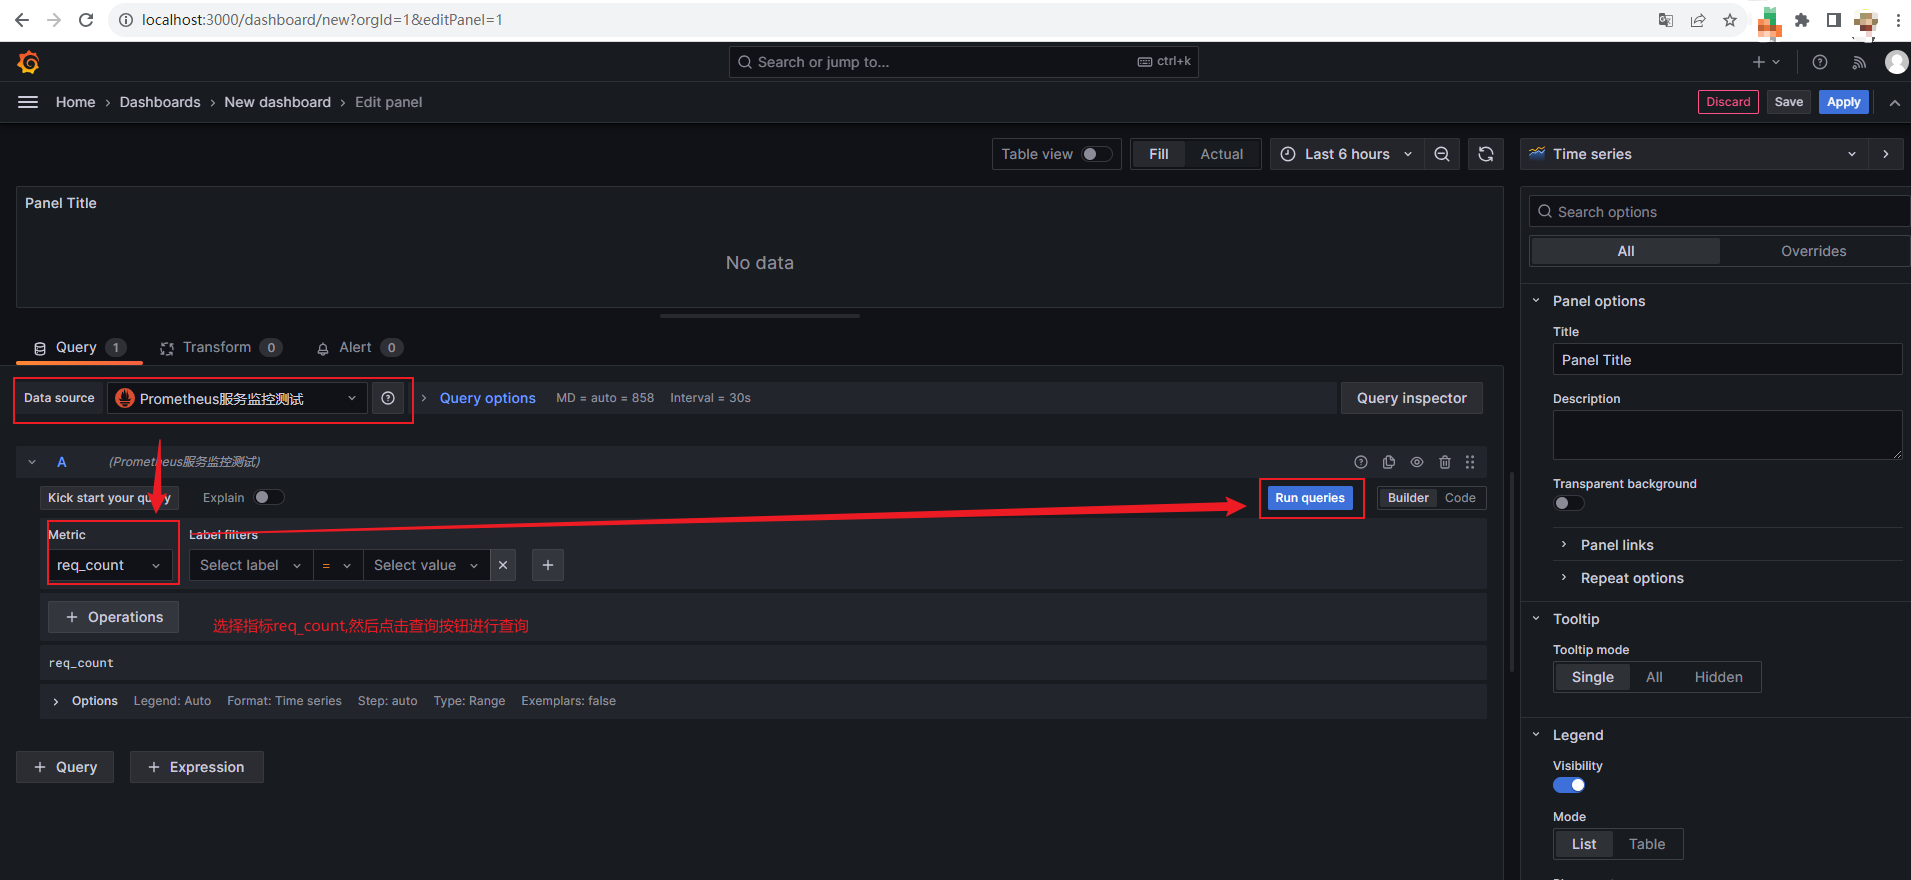 localhost:3000/dashboard/new?orgId=1&editPanel=1
Search or jump to... ctrl+k
Home › Dashboards › New dashboard › Edit panel Discard Save Apply
Table view Fill Actual Last 6 hours Time series
Panel Title
Search options
No data
All Overrides
Panel options
Title
Panel Title
Query 1 Transform 0 Alert 0
Data source Prometheus服务监控测试 Query options MD = auto = 858 Interval = 30s Query inspector
Description
A (Prometheus服务监控测试)
Kick start your query Explain Run queries Builder Code
Transparent background
Metric Label filters
req_count Select label = Select value
Panel links
Repeat options
Operations
选择指标req_count,然后点击查询按钮进行查询
Tooltip
Tooltip mode
Single All Hidden
req_count
Options Legend: Auto Format: Time series Step: auto Type: Range Exemplars: false
Legend
Visibility
+ Query + Expression
Mode
List Table